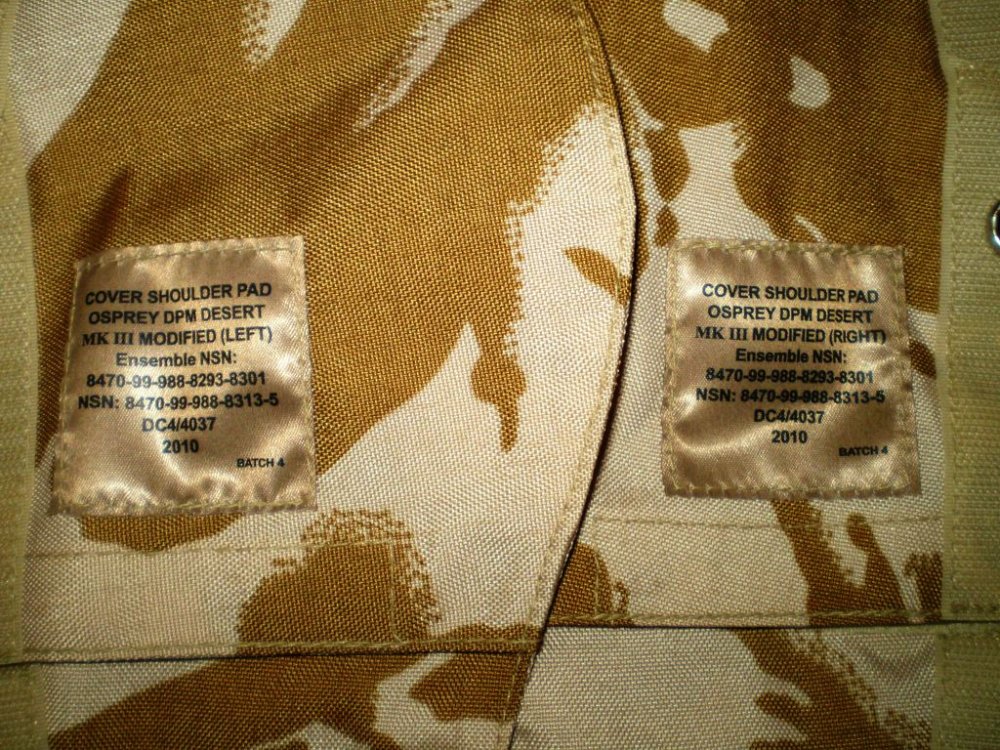 COVER SHOULDER PAD
OSPREY DPM DESERT
MK III MODIFIED (LEFT)
Ensemble NSN:
8470-99-988-8293-8301
NSN: 8470-99-988-8313-5
DC4/4037
2010
BATCH 4
COVER SHOULDER PAD
OSPREY DPM DESERT
MK III MODIFIED (RIGHT)
Ensemble NSN:
8470-99-988-8293-8301
NSN: 8470-99-988-8313-5
DC4/4037
2010
BATCH 4